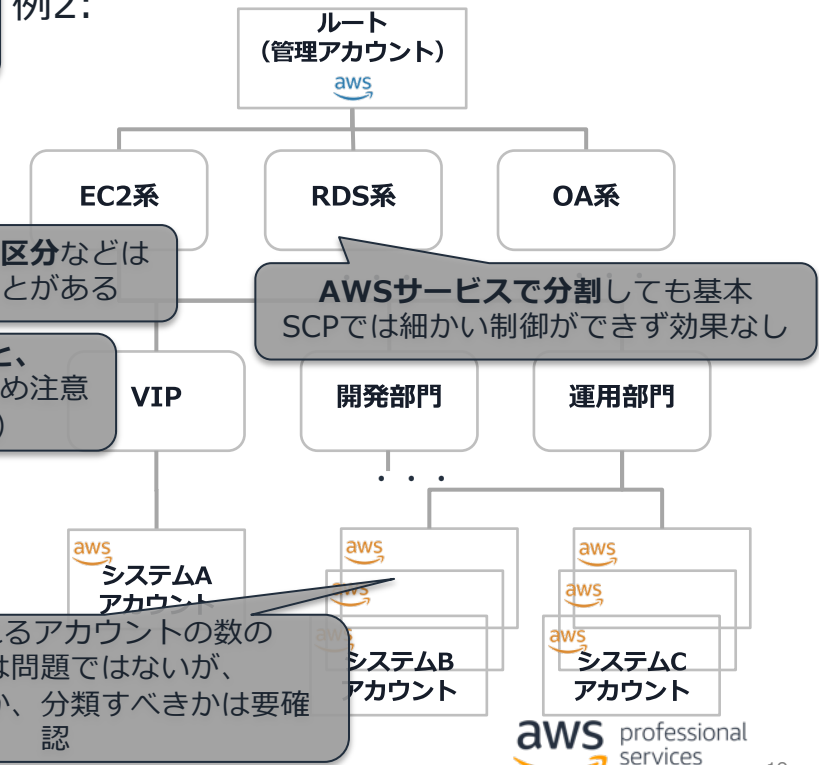 例2:
ルート
（管理アカウント）
aws
EC2系
RDS系
OA系
区分などは
とがある
AWSサービスで分割しても基本
SCPでは細かい制御ができず効果なし
と、
め注意
)
VIP
開発部門
運用部門
・・・
aws
システムA
アカウント
aws
aws
aws
システムB
アカウント
aws
aws
aws
システムC
アカウント
るアカウントの数の
は問題ではないが、
か、分類すべきかは要確
認
aws professional
services